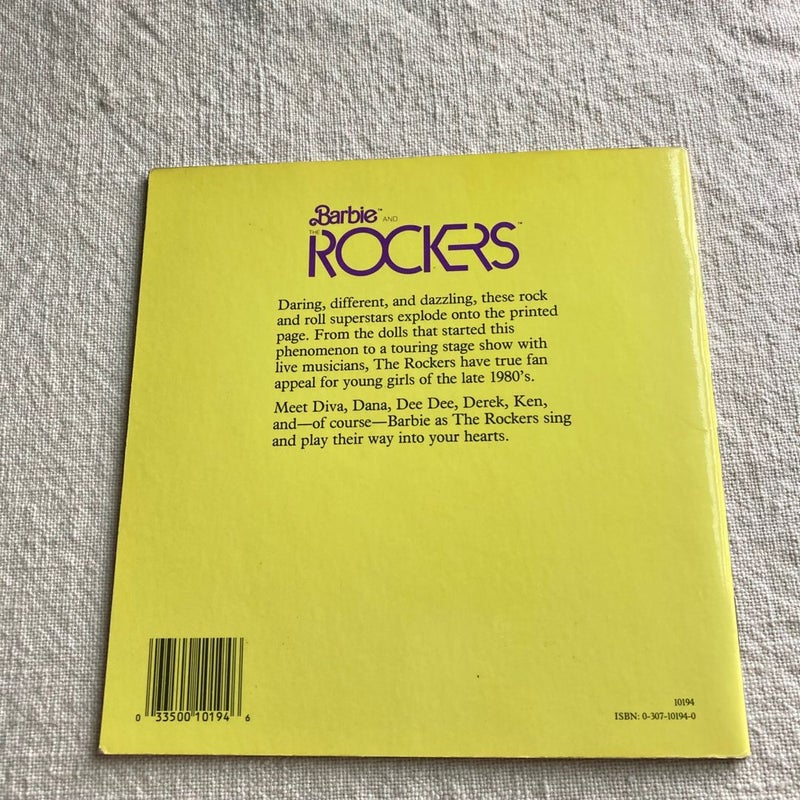 Barbie™ AND
THE
ROCKERS™
Daring, different, and dazzling, these rock
and roll superstars explode onto the printed
page. From the dolls that started this
phenomenon to a touring stage show with
live musicians, The Rockers have true fan
appeal for young girls of the late 1980's.
Meet Diva, Dana, Dee Dee, Derek, Ken,
and—of course—Barbie as The Rockers sing
and play their way into your hearts.
0 33500 10194 6
10194
ISBN: 0-307-10194-0